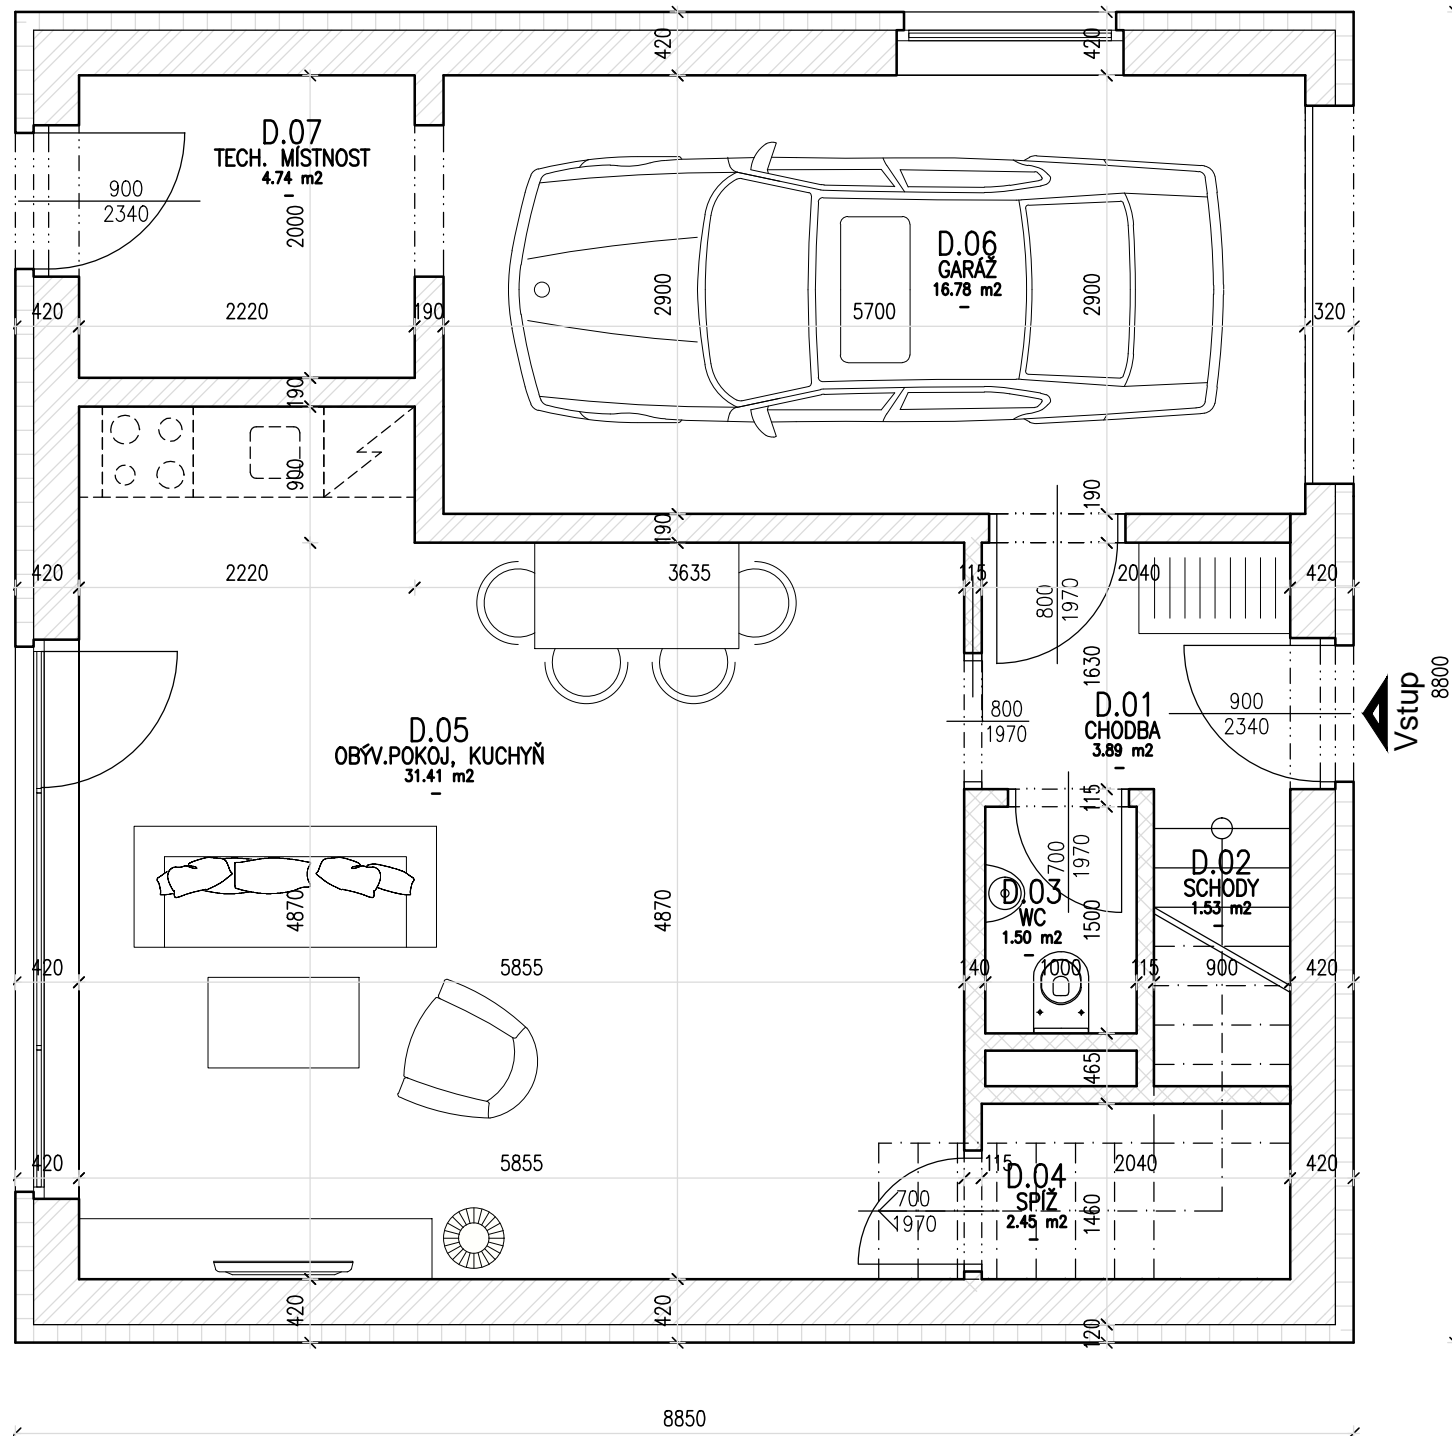 420
420
D.07
TECH. MÍSTNOST
4.74 m2
–
900
2340
2000
D.06
GARÁŽ
16.78 m2
–
2900
5700
2900
420
2220
190
320
190
900
190
190
420
2220
3635
115
2040
420
800
1970
1630
800
1970
D.01
CHODBA
3.89 m2
–
900
2340
Vstup
8800
D.05
OBÝV.POKOJ, KUCHYŇ
31.41 m2
–
115
700
1970
D.02
SCHODY
1.53 m2
–
D.03
WC
1.50 m2
–
1500
4870
4870
420
5855
140
1000
115
900
420
465
420
5855
115
2040
420
D.04
SPÍŽ
2.45 m2
–
700
1970
1460
420
420
120
8850